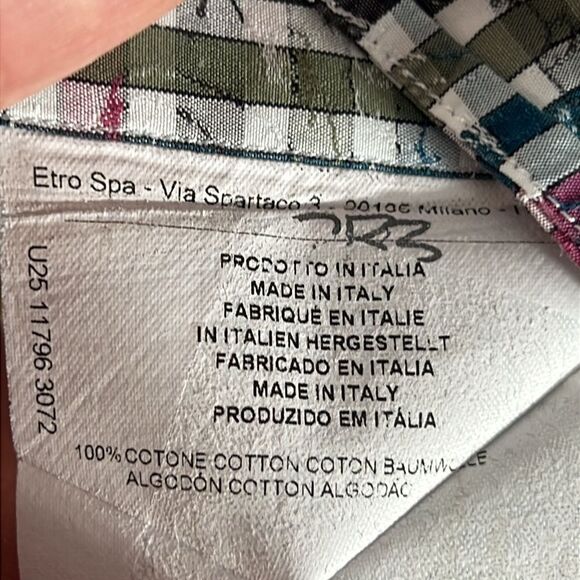 Etro Spa - Via Spartaco 3 - Milano -
PRODOTTO IN ITALIA
MADE IN ITALY
FABRIQUÉ EN ITALIE
IN ITALIEN HERGESTELLT
FABRICADO EN ITALIA
MADE IN ITALY
PRODUZIDO EM ITÁLIA
100% COTONE COTTON COTON BAUMWOLLE
ALGODÓN COTTON ALGODÃO
U25 11796 3072